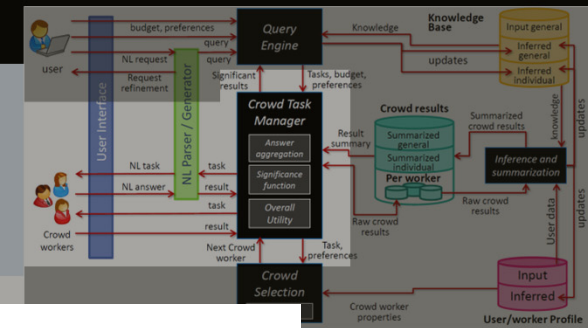 budget, preferences
Query
Engine
Knowledge
Knowledge
Base
Input general
Inferred
general
Inferred
individual
query
NL request
query
updates
user
Request
refinement
Significant
results
Tasks, budget,
preferences
User Interface
NL Parser / Generator
Crowd Task
Manager
Answer
aggregation
Significance
function
Overall
Utility
Result
summary
Crowd results
Summarized
general
Summarized
individual
Per worker
Summarized
crowd results
knowledge
updates
Inference and
summarization
NL task
task
NL answer
result
task
result
Raw crowd
results
Raw crowd
results
User data
updates
Crowd
workers
Next Crowd
worker
Task,
preferences
Crowd
Selection
Crowd worker
properties
Input
Inferred
User/worker Profile